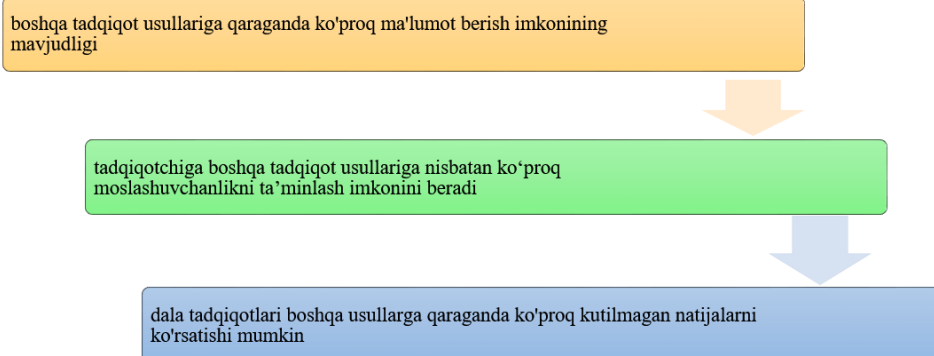 boshqa tadqiqot usullariga qaraganda ko'proq ma'lumot berish imkonining
mavjudligi
tadqiqotchiga boshqa tadqiqot usullariga nisbatan ko‘proq
moslashuvchanlikni ta’minlash imkonini beradi
dala tadqiqotlari boshqa usullarga qaraganda ko'proq kutilmagan natijalarni
ko'rsatishi mumkin